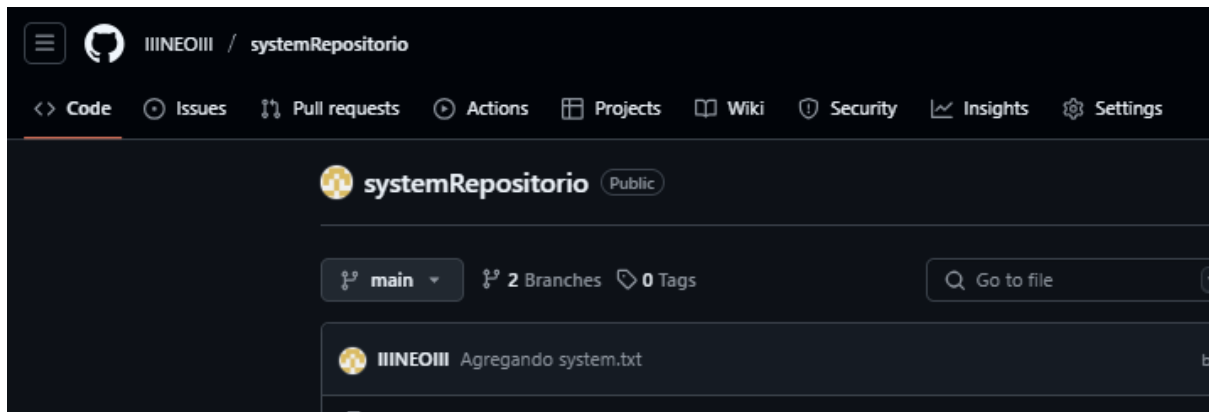 IIINEOIII / systemRepositorio
Code Issues Pull requests Actions Projects Wiki Security Insights Settings
systemRepositorio Public
main 2 Branches 0 Tags Go to file
IIINEOIII Agregando system.txt